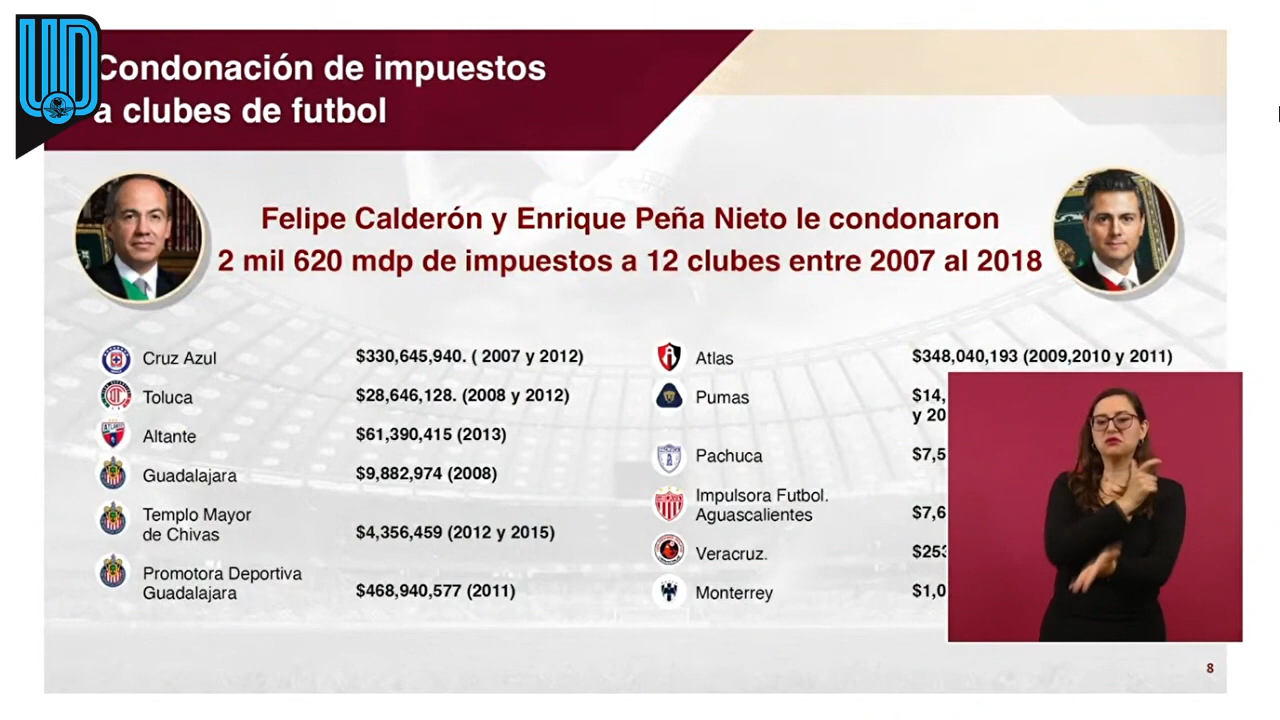 Condonación de impuestos
a clubes de futbol
Felipe Calderón y Enrique Peña Nieto le condonaron
2 mil 620 mdp de impuestos a 12 clubes entre 2007 al 2018
Cruz Azul $330,645,940. ( 2007 y 2012)
Toluca $28,646,128. (2008 y 2012)
Altante $61,390,415 (2013)
Guadalajara $9,882,974 (2008)
Templo Mayor
de Chivas $4,356,459 (2012 y 2015)
Promotora Deportiva
Guadalajara $468,940,577 (2011)
Atlas $348,040,193 (2009,2010 y 2011)
Pumas $14,
y 20
Pachuca $7,5
Impulsora Futbol.
Aguascalientes $7,6
Veracruz. $253
Monterrey $1,0
8